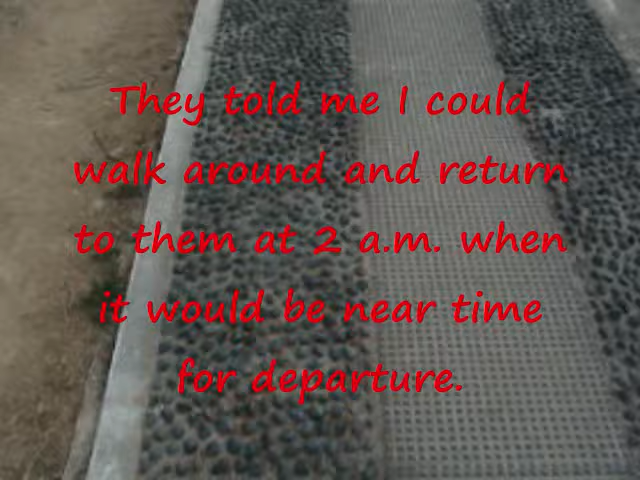 They told me I could
walk around and return
to them at 2 a.m. when
it would be near time
for departure.